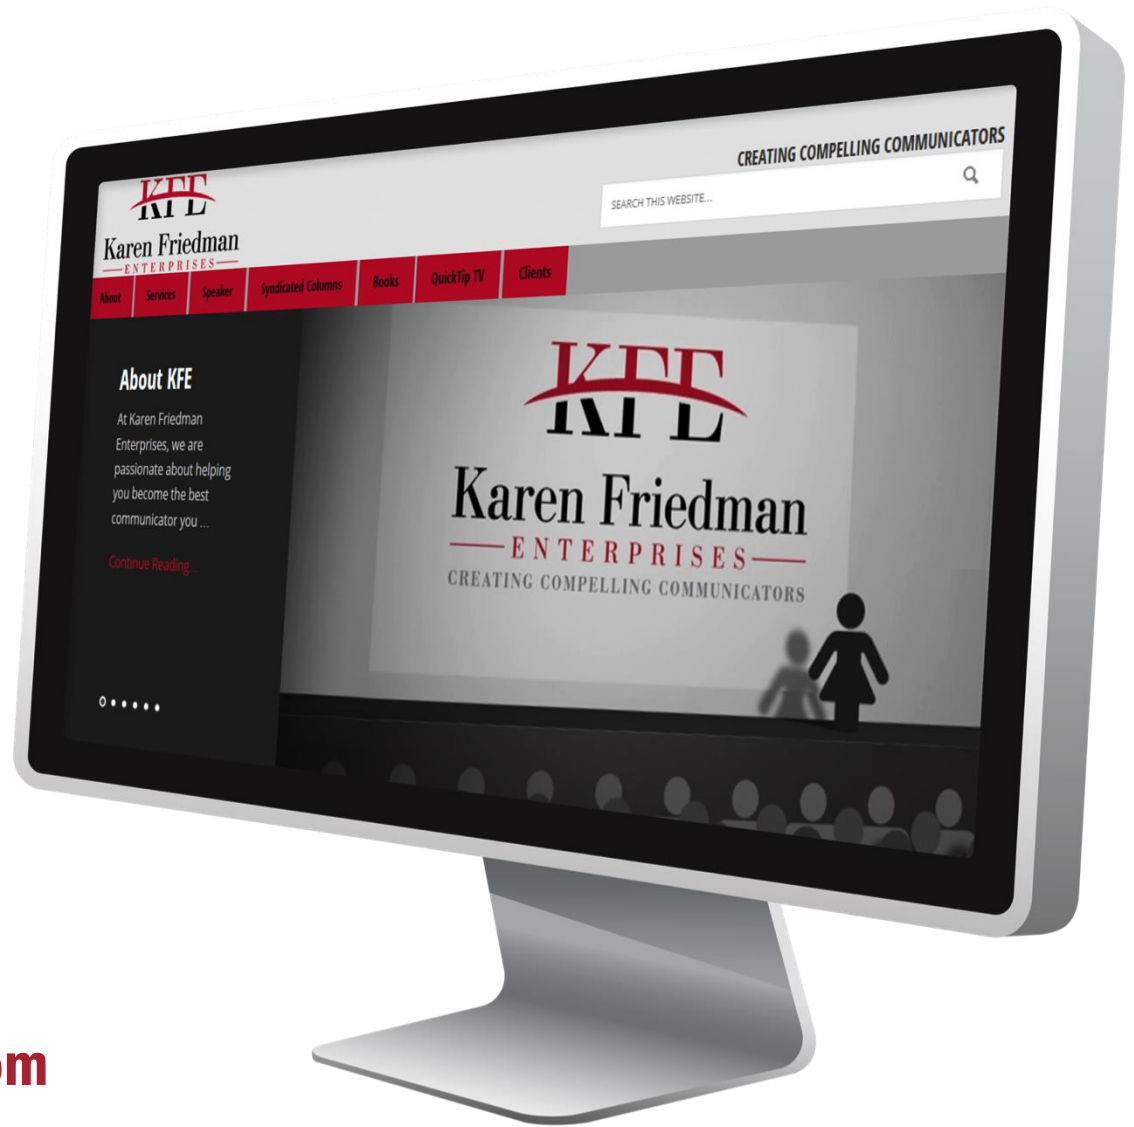 CREATING COMPELLING COMMUNICATORS
SEARCH THIS WEBSITE...
KFE
Karen Friedman
ENTERPRISES
About
Services
Speaker
Syndicated Columns
Books
QuickTip TV
Clients
About KFE
At Karen Friedman
Enterprises, we are
passionate about helping
you become the best
communicator you ...
Continue Reading...
KFE
Karen Friedman
ENTERPRISES
CREATING COMPELLING COMMUNICATORS
om